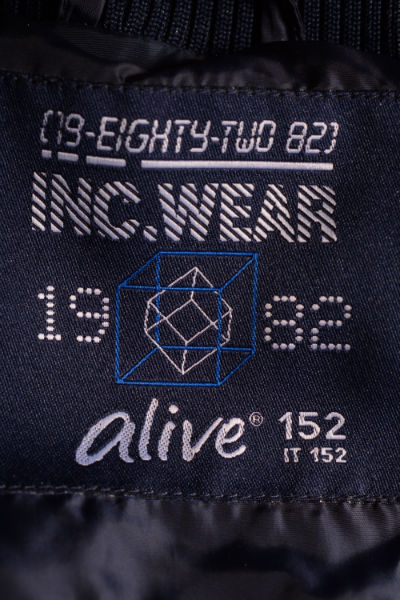 (19-EIGHTY-TWO 82)
INC.WEAR
19 82
alive® 152
IT 152